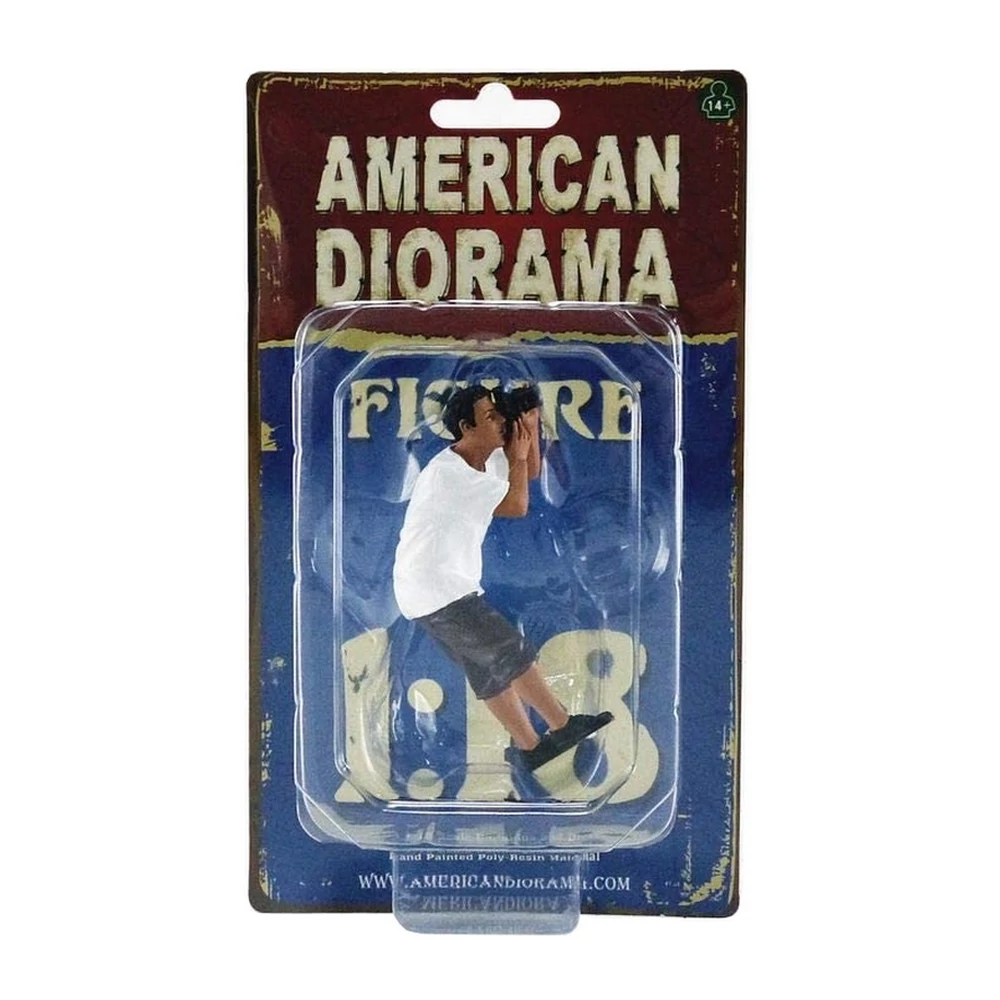 14+
AMERICAN
DIORAMA
FIGURE
1:18
Hand Painted Poly-Resin Material
WWW.AMERICANDIORAMA.COM